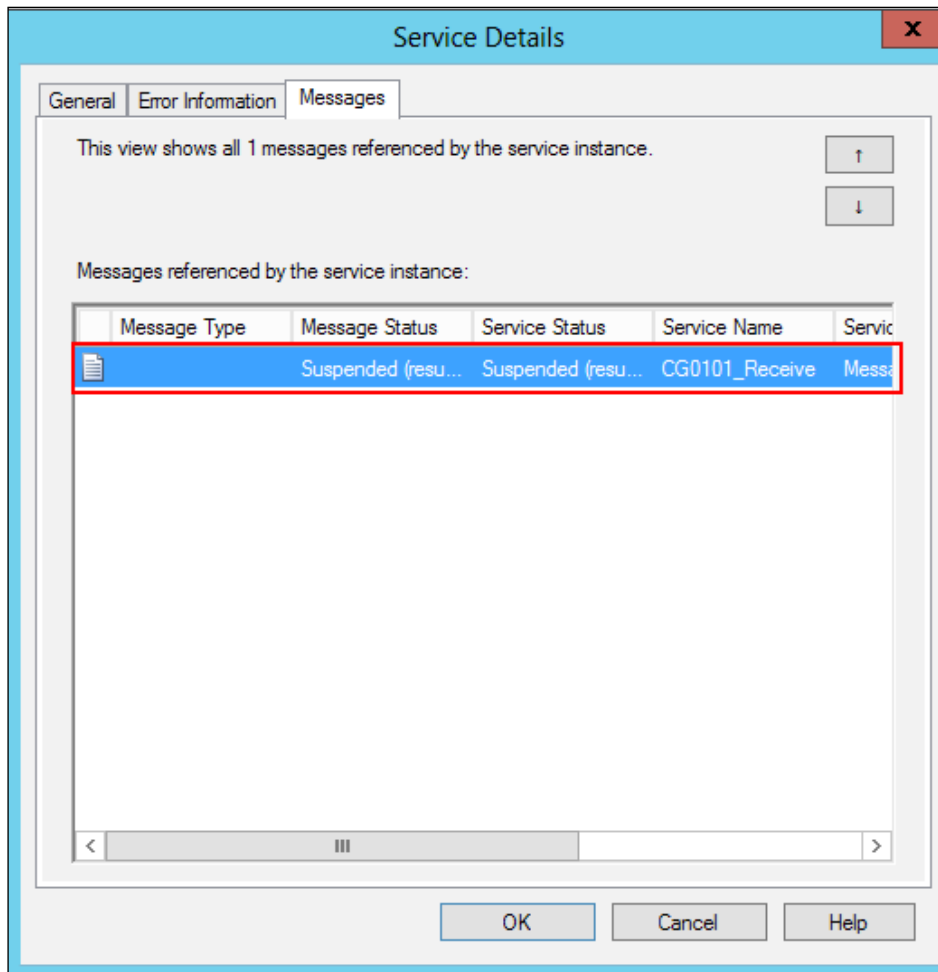 Service Details
x
General Error Information Messages
This view shows all 1 messages referenced by the service instance.
↑
↓
Messages referenced by the service instance:
Message Type Message Status Service Status Service Name Servic
Suspended (resu... Suspended (resu... CG0101_Receive Messa
OK Cancel Help